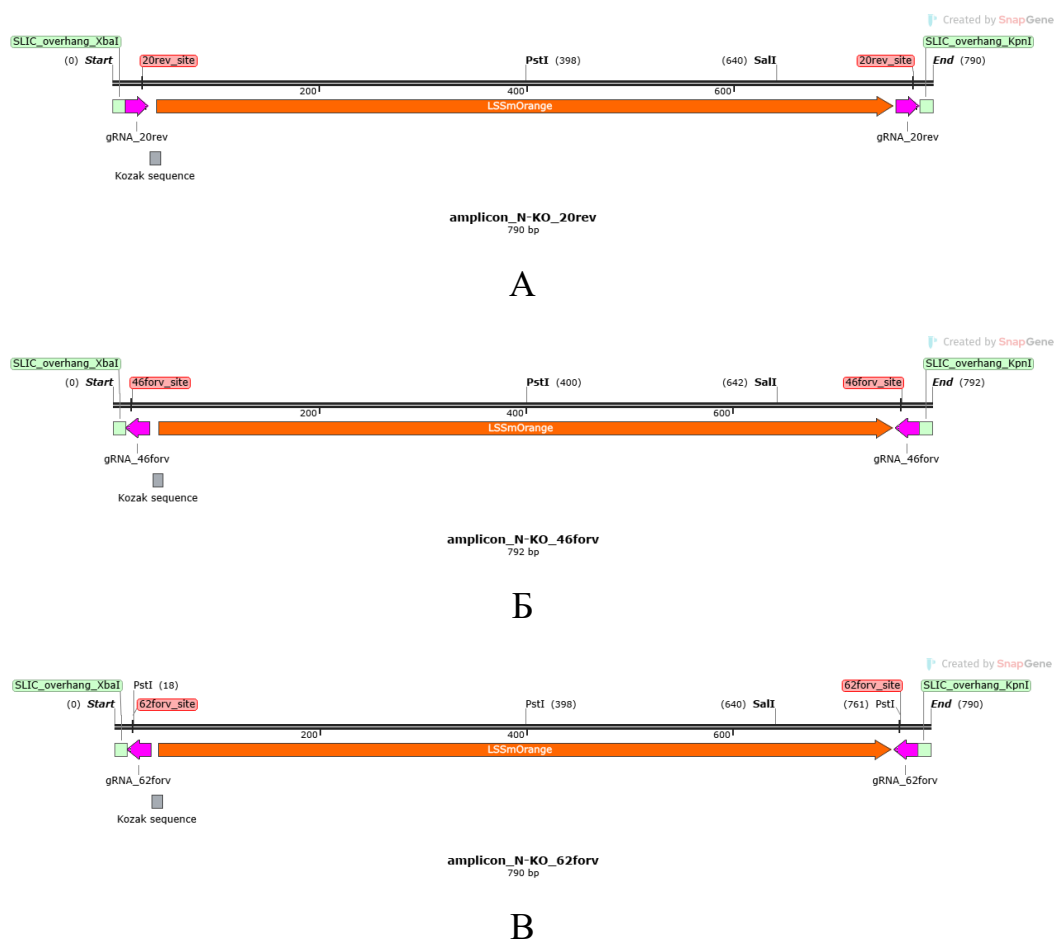 Created by SnapGene
SLIC_overhang_XbaI SLIC_overhang_KpnI
(0) Start 20rev_site PstI (398) (640) SalI 20rev_site End (790)
200 400 600
LSSmOrange
gRNA_20rev gRNA_20rev
Kozak sequence
amplicon_N-KO_20rev
790 bp
А
Created by SnapGene
SLIC_overhang_XbaI SLIC_overhang_KpnI
(0) Start 46forv_site PstI (400) (642) SalI 46forv_site End (792)
200 400 600
LSSmOrange
gRNA_46forv gRNA_46forv
Kozak sequence
amplicon_N-KO_46forv
792 bp
Б
Created by SnapGene
SLIC_overhang_XbaI PstI (18) 62forv_site SLIC_overhang_KpnI
(0) Start 62forv_site PstI (398) (640) SalI (761) PstI End (790)
200 400 600
LSSmOrange
gRNA_62forv gRNA_62forv
Kozak sequence
amplicon_N-KO_62forv
790 bp
В